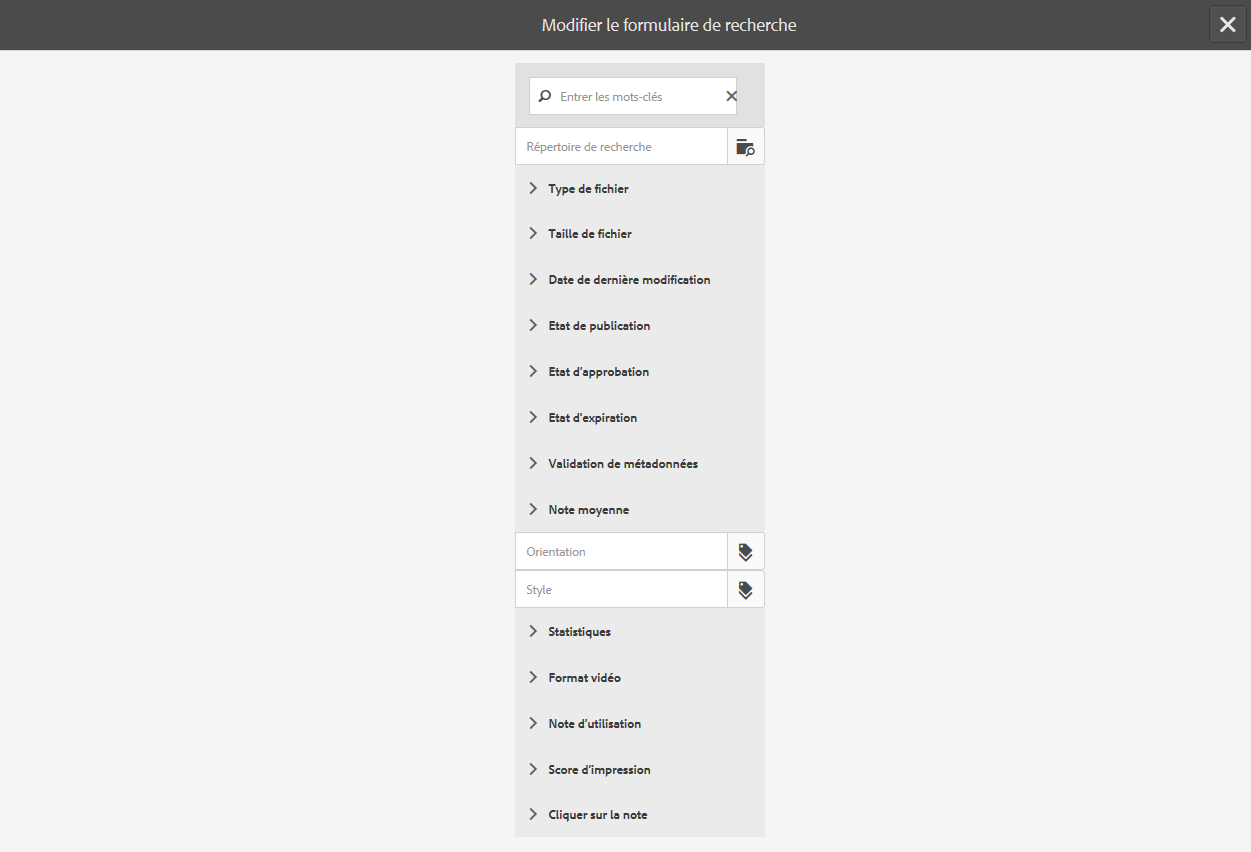 Modifier le formulaire de recherche
Entrer les mots-clés
Répertoire de recherche
Type de fichier
Taille de fichier
Date de dernière modification
Etat de publication
Etat d'approbation
Etat d'expiration
Validation de métadonnées
Note moyenne
Orientation
Style
Statistiques
Format vidéo
Note d'utilisation
Score d'impression
Cliquer sur la note